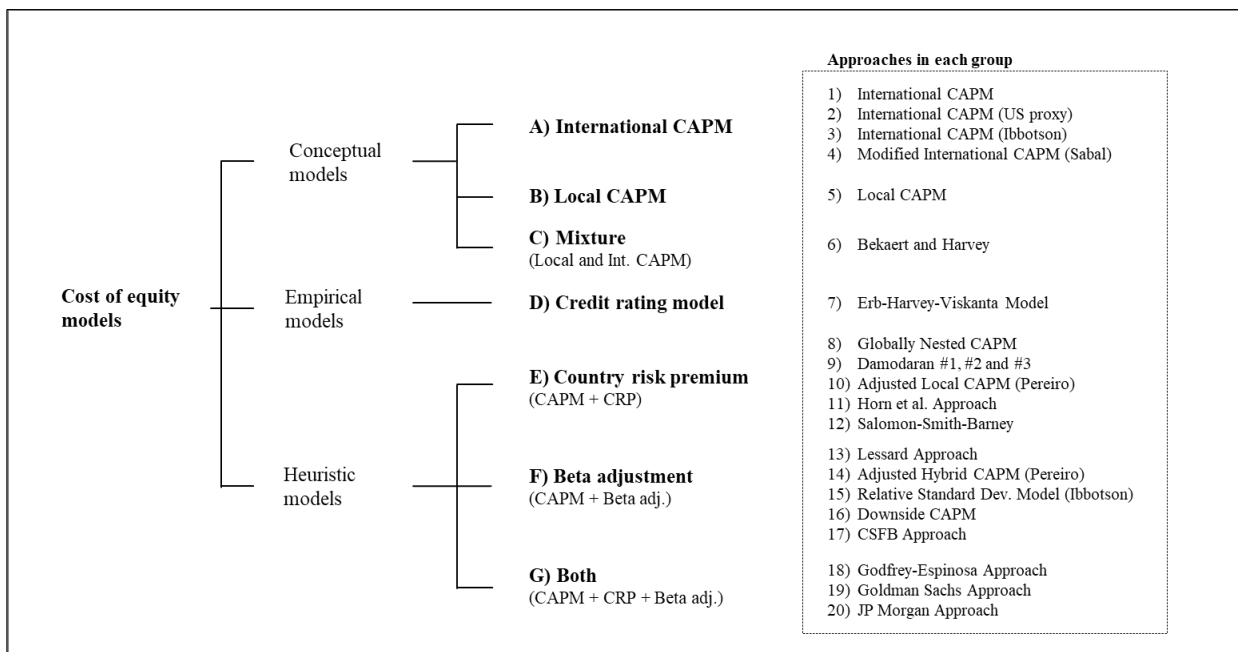 Cost of equity
models
Conceptual
models
Empirical
models
Heuristic
models
A) International CAPM
B) Local CAPM
C) Mixture
(Local and Int. CAPM)
D) Credit rating model
E) Country risk premium
(CAPM + CRP)
F) Beta adjustment
(CAPM + Beta adj.)
G) Both
(CAPM + CRP + Beta adj.)
Approaches in each group
1) International CAPM
2) International CAPM (US proxy)
3) International CAPM (Ibbotson)
4) Modified International CAPM (Sabal)
5) Local CAPM
6) Bekaert and Harvey
7) Erb-Harvey-Viskanta Model
8) Globally Nested CAPM
9) Damodaran #1, #2 and #3
10) Adjusted Local CAPM (Pereiro)
11) Horn et al. Approach
12) Salomon-Smith-Barney
13) Lessard Approach
14) Adjusted Hybrid CAPM (Pereiro)
15) Relative Standard Dev. Model (Ibbotson)
16) Downside CAPM
17) CSFB Approach
18) Godfrey-Espinosa Approach
19) Goldman Sachs Approach
20) JP Morgan Approach